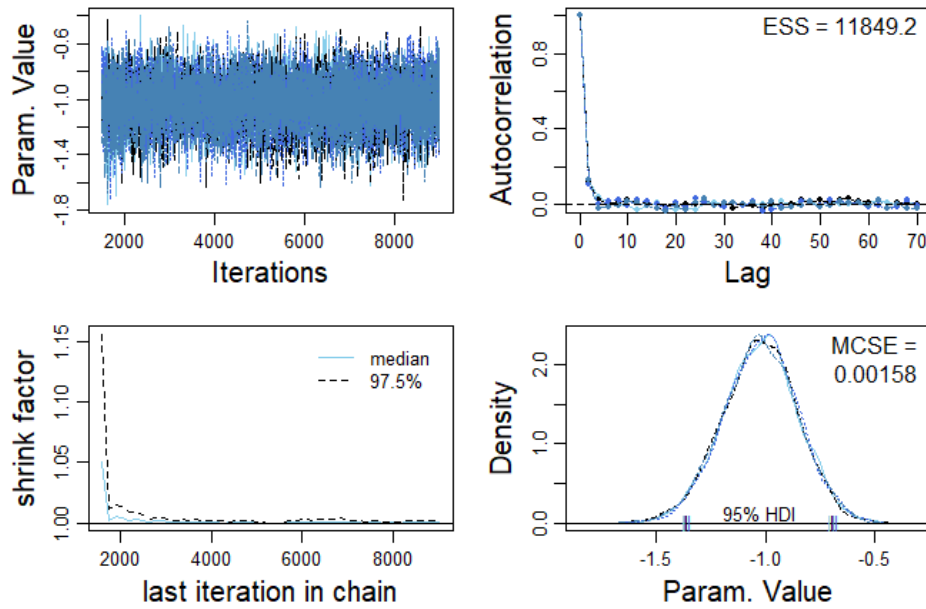 Param. Value
-0.6
-1.0
-1.4
-1.8
2000 4000 6000 8000
Iterations
ESS = 11849.2
Autocorrelation
0.8
0.4
0.0
0 10 20 30 40 50 60 70
Lag
shrink factor
1.15
1.10
1.05
1.00
median
97.5%
2000 4000 6000 8000
last iteration in chain
MCSE =
0.00158
Density
2.0
1.0
0.0
95% HDI
-1.5 -1.0 -0.5
Param. Value